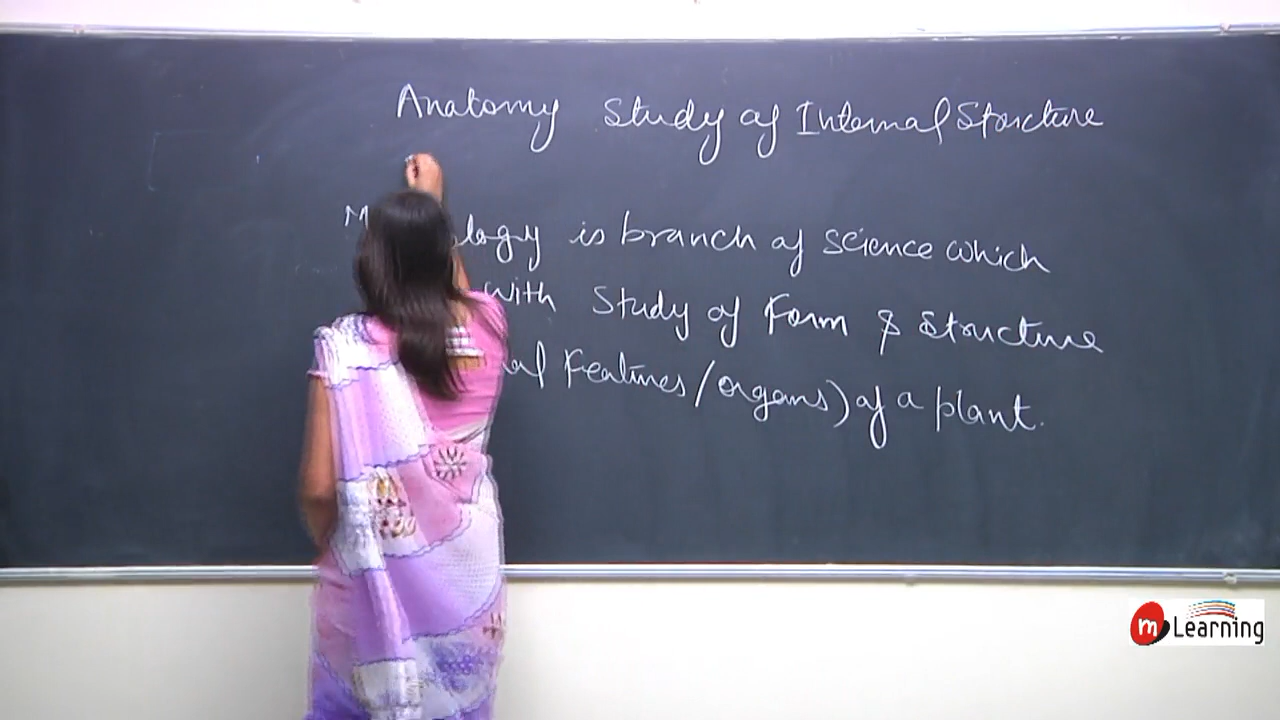 Anatomy Study of Internal Structure
logy is branch of science which
with Study of Form & Structure
Features/organs) of a plant.
m Learning